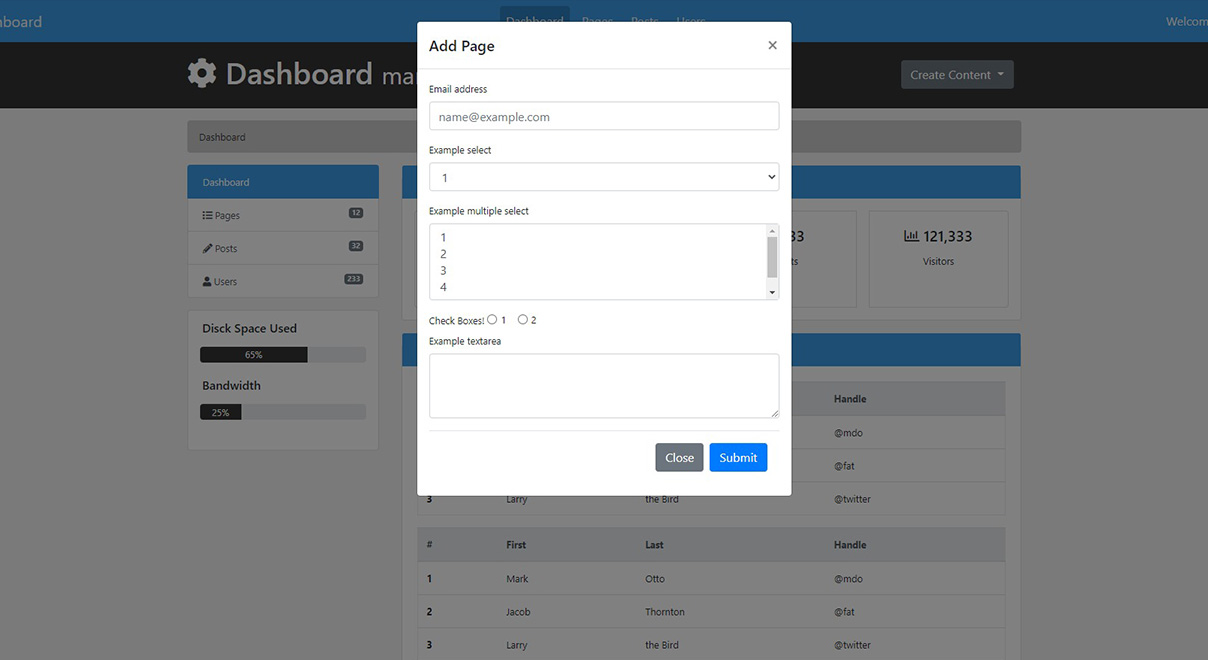 board
Dashboard Pages Posts Users
Welcom
Dashboard ma
Create Content
Dashboard
Dashboard
Pages 12
Posts 32
Users 233
Disck Space Used
65%
Bandwidth
25%
Add Page ×
Email address
name@example.com
Example select
1
Example multiple select
1
2
3
4
Check Boxes! 1 2
Example textarea
Close Submit
33
ts
121,333
Visitors
Handle
@mdo
@fat
3 Larry the Bird @twitter
# First Last Handle
1 Mark Otto @mdo
2 Jacob Thornton @fat
3 Larry the Bird @twitter